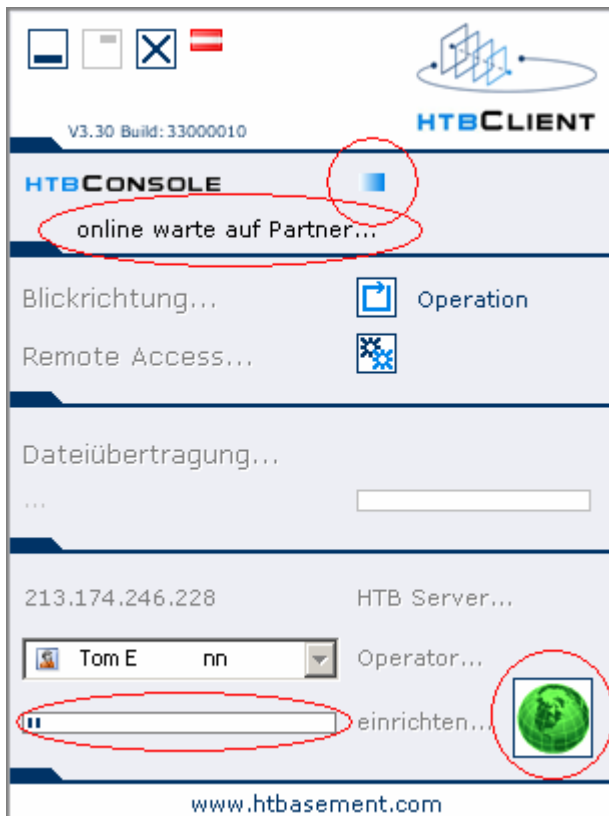 V3.30 Build: 33000010
HTBCLIENT
HTBCONSOLE
online warte auf Partner...
Blickrichtung...
Operation
Remote Access...
Dateiübertragung...
...
213.174.246.228
HTB Server...
Tom E nn
Operator...
einrichten...
www.htbasement.com